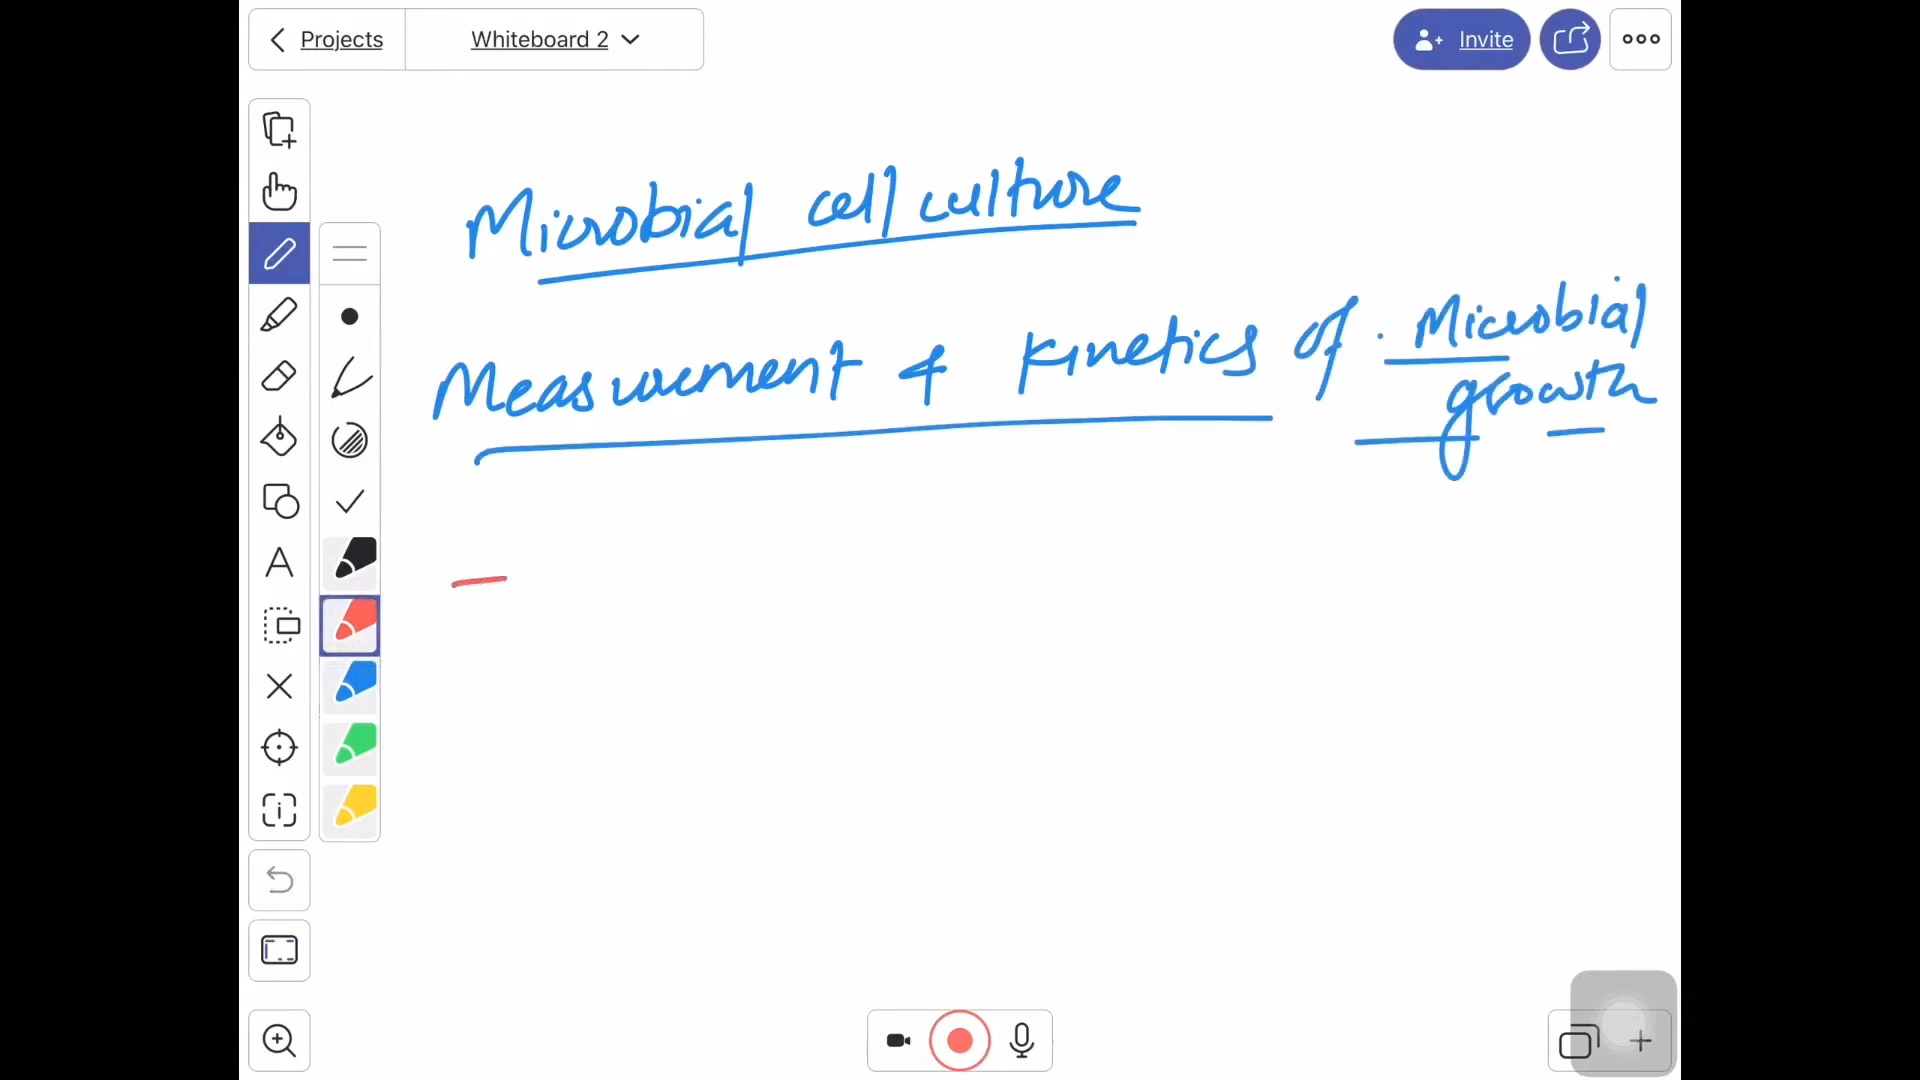 Projects
Whiteboard 2
Invite
Microbial cell culture
Measurement & Kinetics of Microbial
growth
A